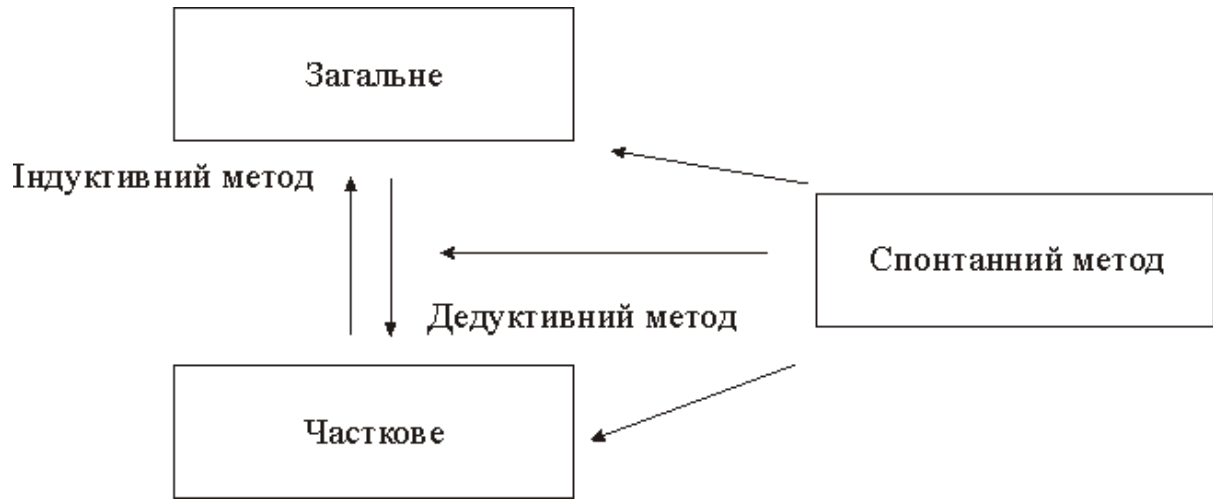 Загальне
Індуктивний метод
Спонтанний метод
Дедуктивний метод
Часткове